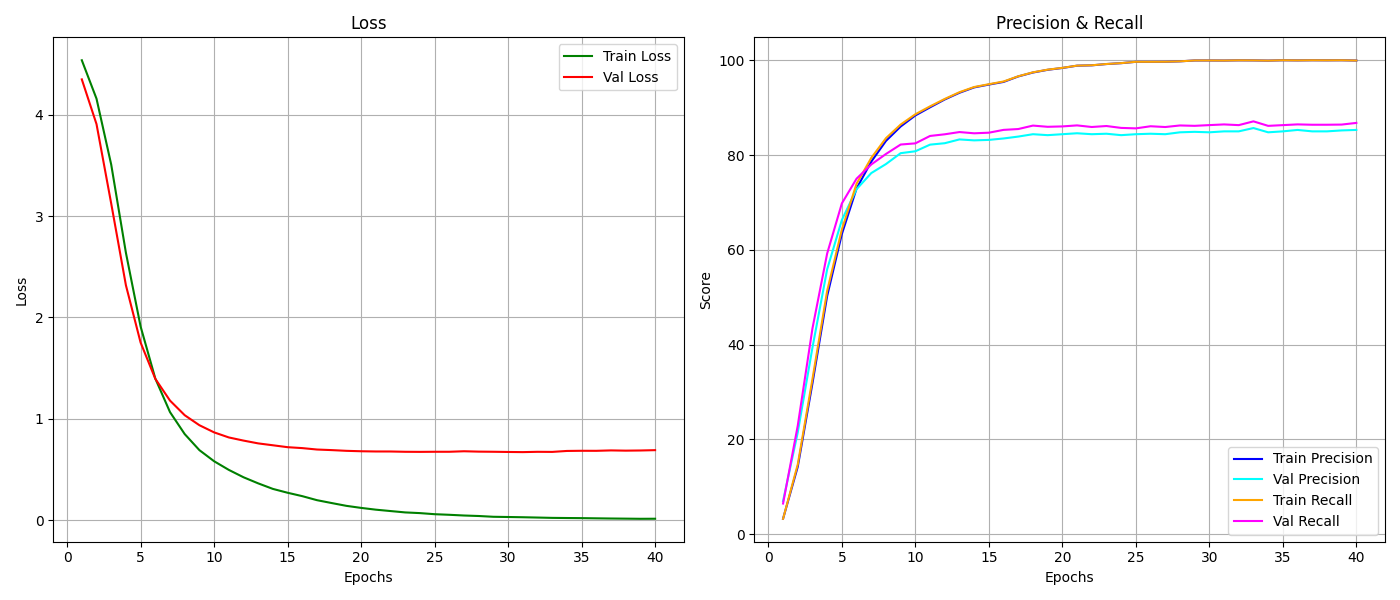 Loss
Train Loss
Val Loss
Loss
4
3
2
1
0
0 5 10 15 20 25 30 35 40
Epochs
Precision & Recall
Score
100
80
60
40
20
0
Train Precision
Val Precision
Train Recall
Val Recall
0 5 10 15 20 25 30 35 40
Epochs